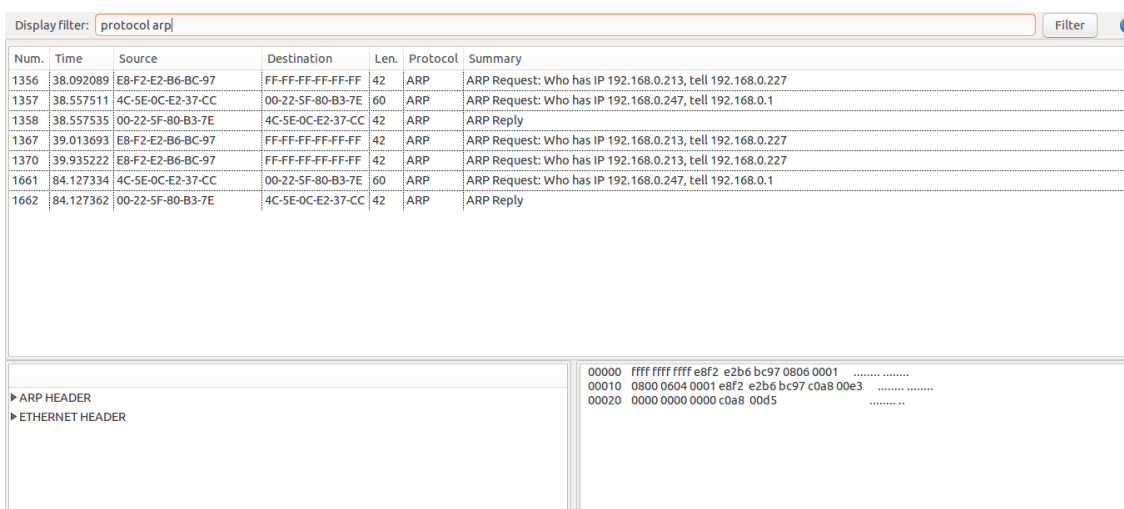 Display filter: protocol arp Filter
Num. Time Source Destination Len. Protocol Summary
1356 38.092089 E8-F2-E2-B6-BC-97 FF-FF-FF-FF-FF-FF 42 ARP ARP Request: Who has IP 192.168.0.213, tell 192.168.0.227
1357 38.557511 4C-5E-0C-E2-37-CC 00-22-5F-80-B3-7E 60 ARP ARP Request: Who has IP 192.168.0.247, tell 192.168.0.1
1358 38.557535 00-22-5F-80-B3-7E 4C-5E-0C-E2-37-CC 42 ARP ARP Reply
1367 39.013693 E8-F2-E2-B6-BC-97 FF-FF-FF-FF-FF-FF 42 ARP ARP Request: Who has IP 192.168.0.213, tell 192.168.0.227
1370 39.935222 E8-F2-E2-B6-BC-97 FF-FF-FF-FF-FF-FF 42 ARP ARP Request: Who has IP 192.168.0.213, tell 192.168.0.227
1661 84.127334 4C-5E-0C-E2-37-CC 00-22-5F-80-B3-7E 60 ARP ARP Request: Who has IP 192.168.0.247, tell 192.168.0.1
1662 84.127362 00-22-5F-80-B3-7E 4C-5E-0C-E2-37-CC 42 ARP ARP Reply
ARP HEADER
ETHERNET HEADER
00000 ffff ffff ffff e8f2 e2b6 bc97 0806 0001 ........ ........
00010 0800 0604 0001 e8f2 e2b6 bc97 c0a8 00e3 ........ ........
00020 0000 0000 0000 c0a8 00d5 ........ ..